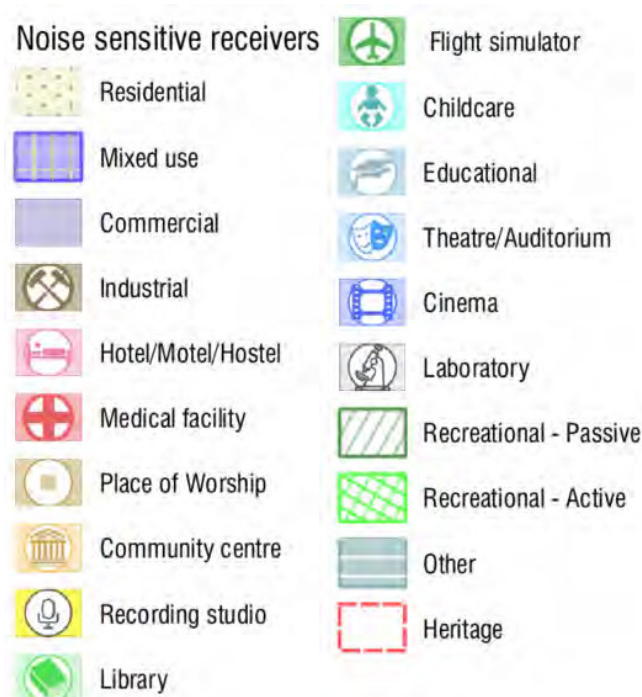 Noise sensitive receivers
Residential
Mixed use
Commercial
Industrial
Hotel/Motel/Hostel
Medical facility
Place of Worship
Community centre
Recording studio
Library
Flight simulator
Childcare
Educational
Theatre/Auditorium
Cinema
Laboratory
Recreational - Passive
Recreational - Active
Other
Heritage